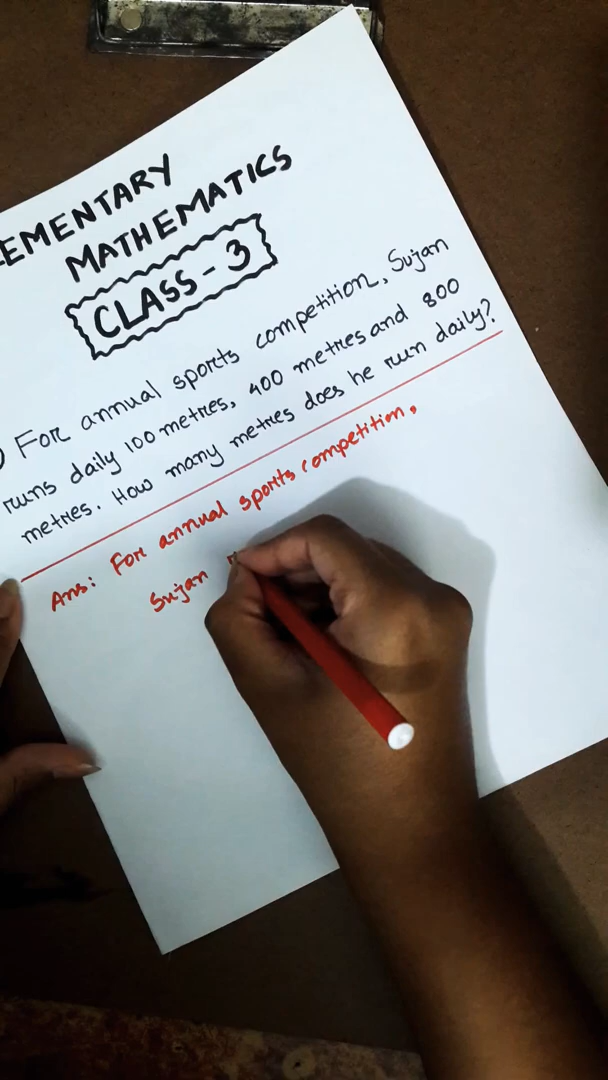 EMENTARY
MATHEMATICS
CLASS-3
) For annual sports competition, Sujan
runs daily 100 metres, 400 metres and 800
metres. How many metres does he run daily?
Ans: For annual sports competition,
Sujan r